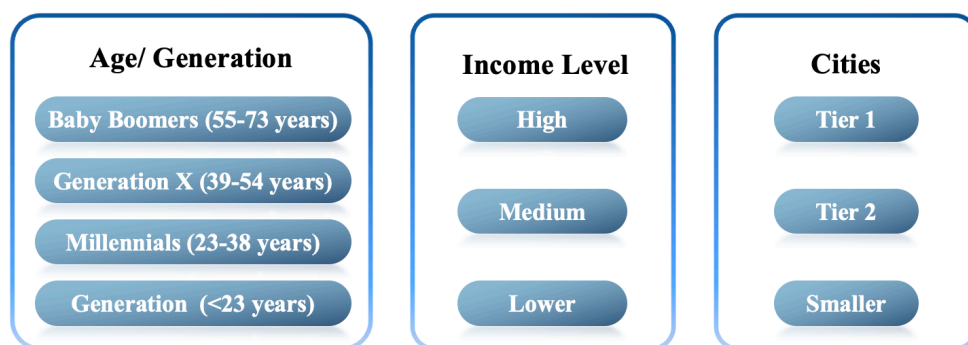 Age/ Generation
Baby Boomers (55-73 years)
Generation X (39-54 years)
Millennials (23-38 years)
Generation  (<23 years)
Income Level
High
Medium
Lower
Cities
Tier 1
Tier 2
Smaller